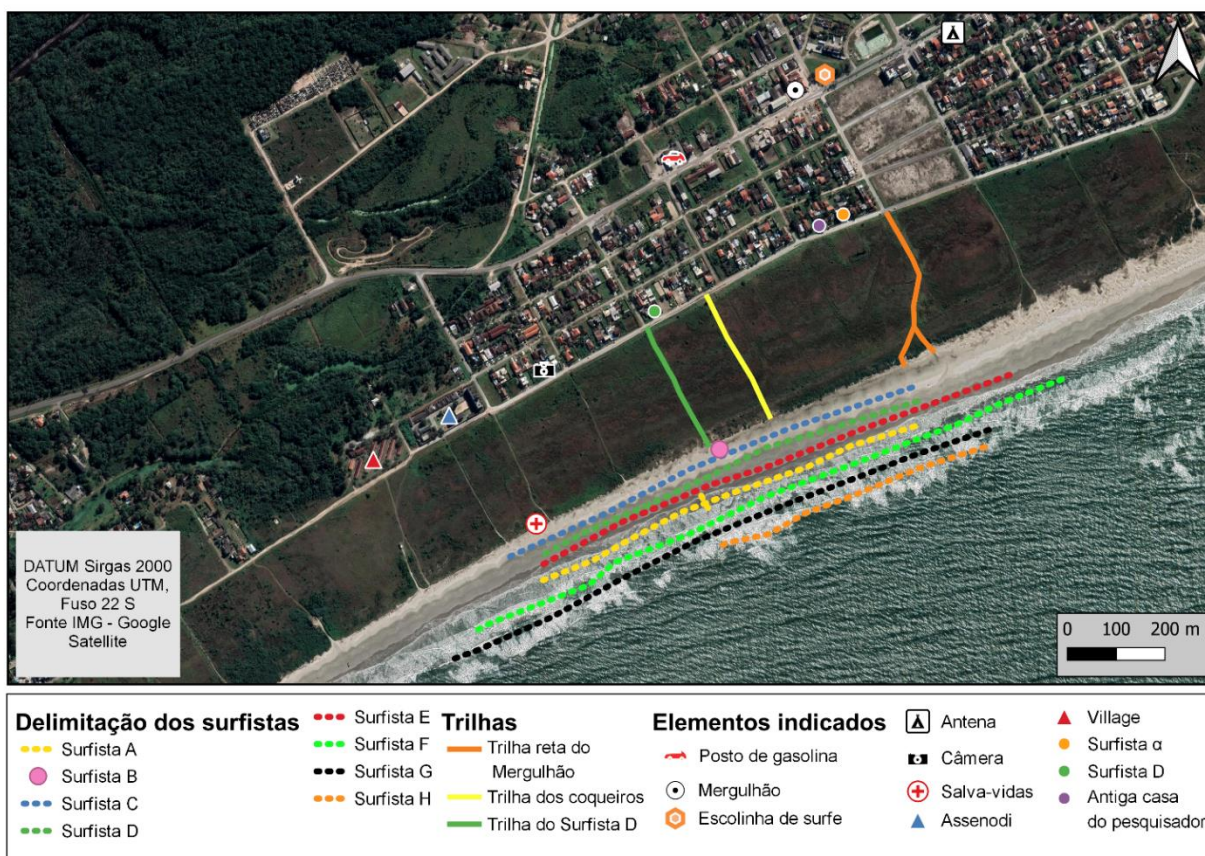 DATUM Sirgas 2000
Coordenadas UTM,
Fuso 22 S
Fonte IMG - Google
Satellite
0 100 200 m
Delimitação dos surfistas
Surfista A
Surfista B
Surfista C
Surfista D
Surfista E
Surfista F
Surfista G
Surfista H
Trilhas
Trilha reta do
Mergulhão
Trilha dos coqueiros
Trilha do Surfista D
Elementos indicados
Posto de gasolina
Mergulhão
Escolinha de surfe
Antena
Câmera
Salva-vidas
Assenodi
Village
Surfista α
Surfista D
Antiga casa
do pesquisador